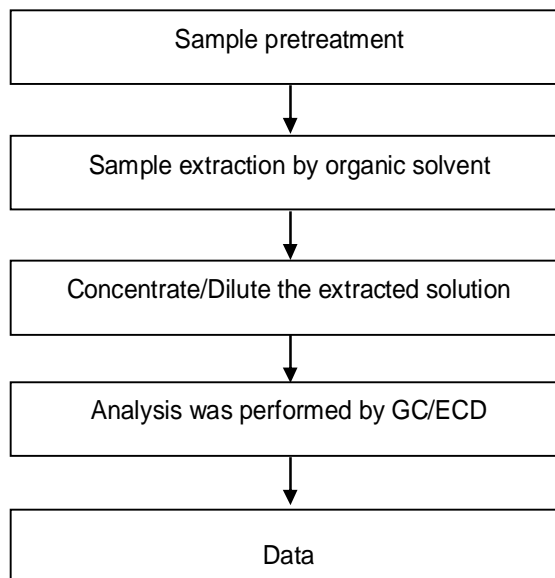 Sample pretreatment
Sample extraction by organic solvent
Concentrate/Dilute the extracted solution
Analysis was performed by GC/ECD
Data